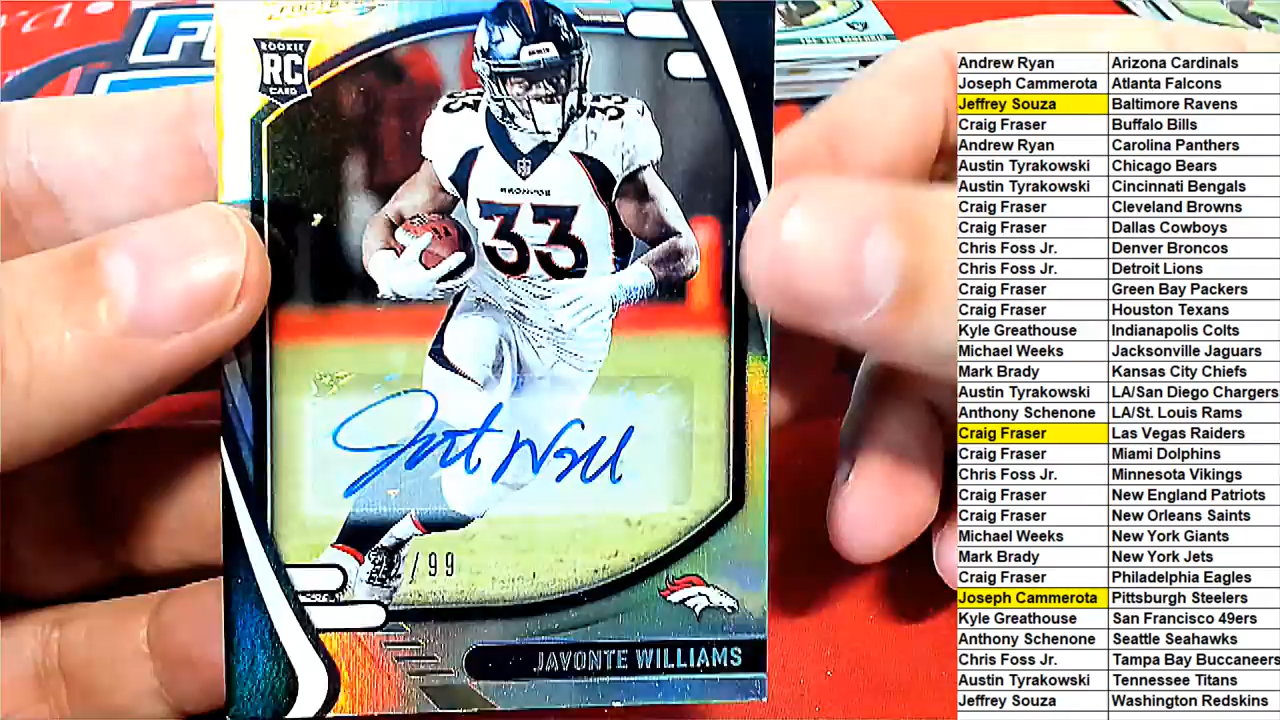 ROOKIE
RC
CARD
33
33
BRONCOS
33
/99
JAVONTE WILLIAMS
Andrew Ryan Arizona Cardinals
Joseph Cammerota Atlanta Falcons
Jeffrey Souza Baltimore Ravens
Craig Fraser Buffalo Bills
Andrew Ryan Carolina Panthers
Austin Tyrakowski Chicago Bears
Austin Tyrakowski Cincinnati Bengals
Craig Fraser Cleveland Browns
Craig Fraser Dallas Cowboys
Chris Foss Jr. Denver Broncos
Chris Foss Jr. Detroit Lions
Craig Fraser Green Bay Packers
Craig Fraser Houston Texans
Kyle Greathouse Indianapolis Colts
Michael Weeks Jacksonville Jaguars
Mark Brady Kansas City Chiefs
Austin Tyrakowski LA/San Diego Chargers
Anthony Schenone LA/St. Louis Rams
Craig Fraser Las Vegas Raiders
Craig Fraser Miami Dolphins
Chris Foss Jr. Minnesota Vikings
Craig Fraser New England Patriots
Craig Fraser New Orleans Saints
Michael Weeks New York Giants
Mark Brady New York Jets
Craig Fraser Philadelphia Eagles
Joseph Cammerota Pittsburgh Steelers
Kyle Greathouse San Francisco 49ers
Anthony Schenone Seattle Seahawks
Chris Foss Jr. Tampa Bay Buccaneers
Austin Tyrakowski Tennessee Titans
Jeffrey Souza Washington Redskins